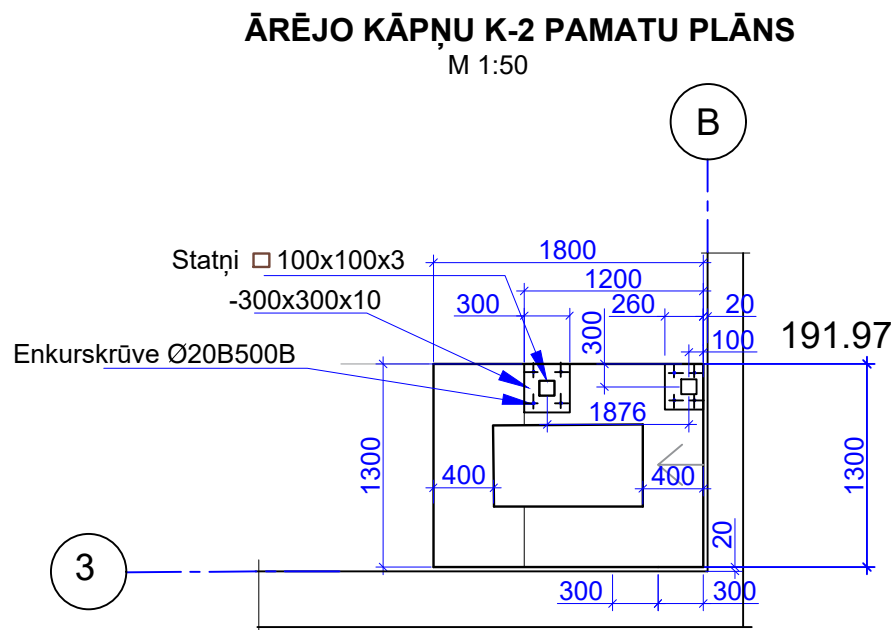 ĀRĒJO KĀPŅU K-2 PAMATU PLĀNS
M 1:50
B
1800
Statņi 100x100x3
1200
-300x300x10
300
260
20
300
100
191.97
Enkurskrūve Ø20B500B
1876
1300
400
400
1300
20
3
300
300